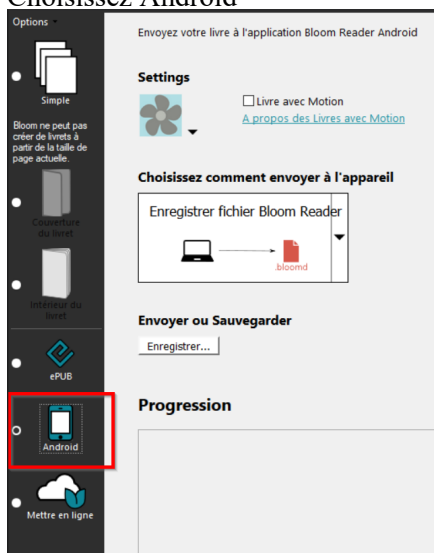 Choisissez Android
Options
Simple
Bloom ne peut pas
créer de livrets à
partir de la taille de
page actuelle.
Couverture
du livret
Intérieur du
livret
ePUB
Android
Mettre en ligne
Envoyez votre livre à l'application Bloom Reader Android
Settings
Livre avec Motion
A propos des Livres avec Motion
Choisissez comment envoyer à l'appareil
Enregistrer fichier Bloom Reader
.bloomd
Envoyer ou Sauvegarder
Enregistrer...
Progression